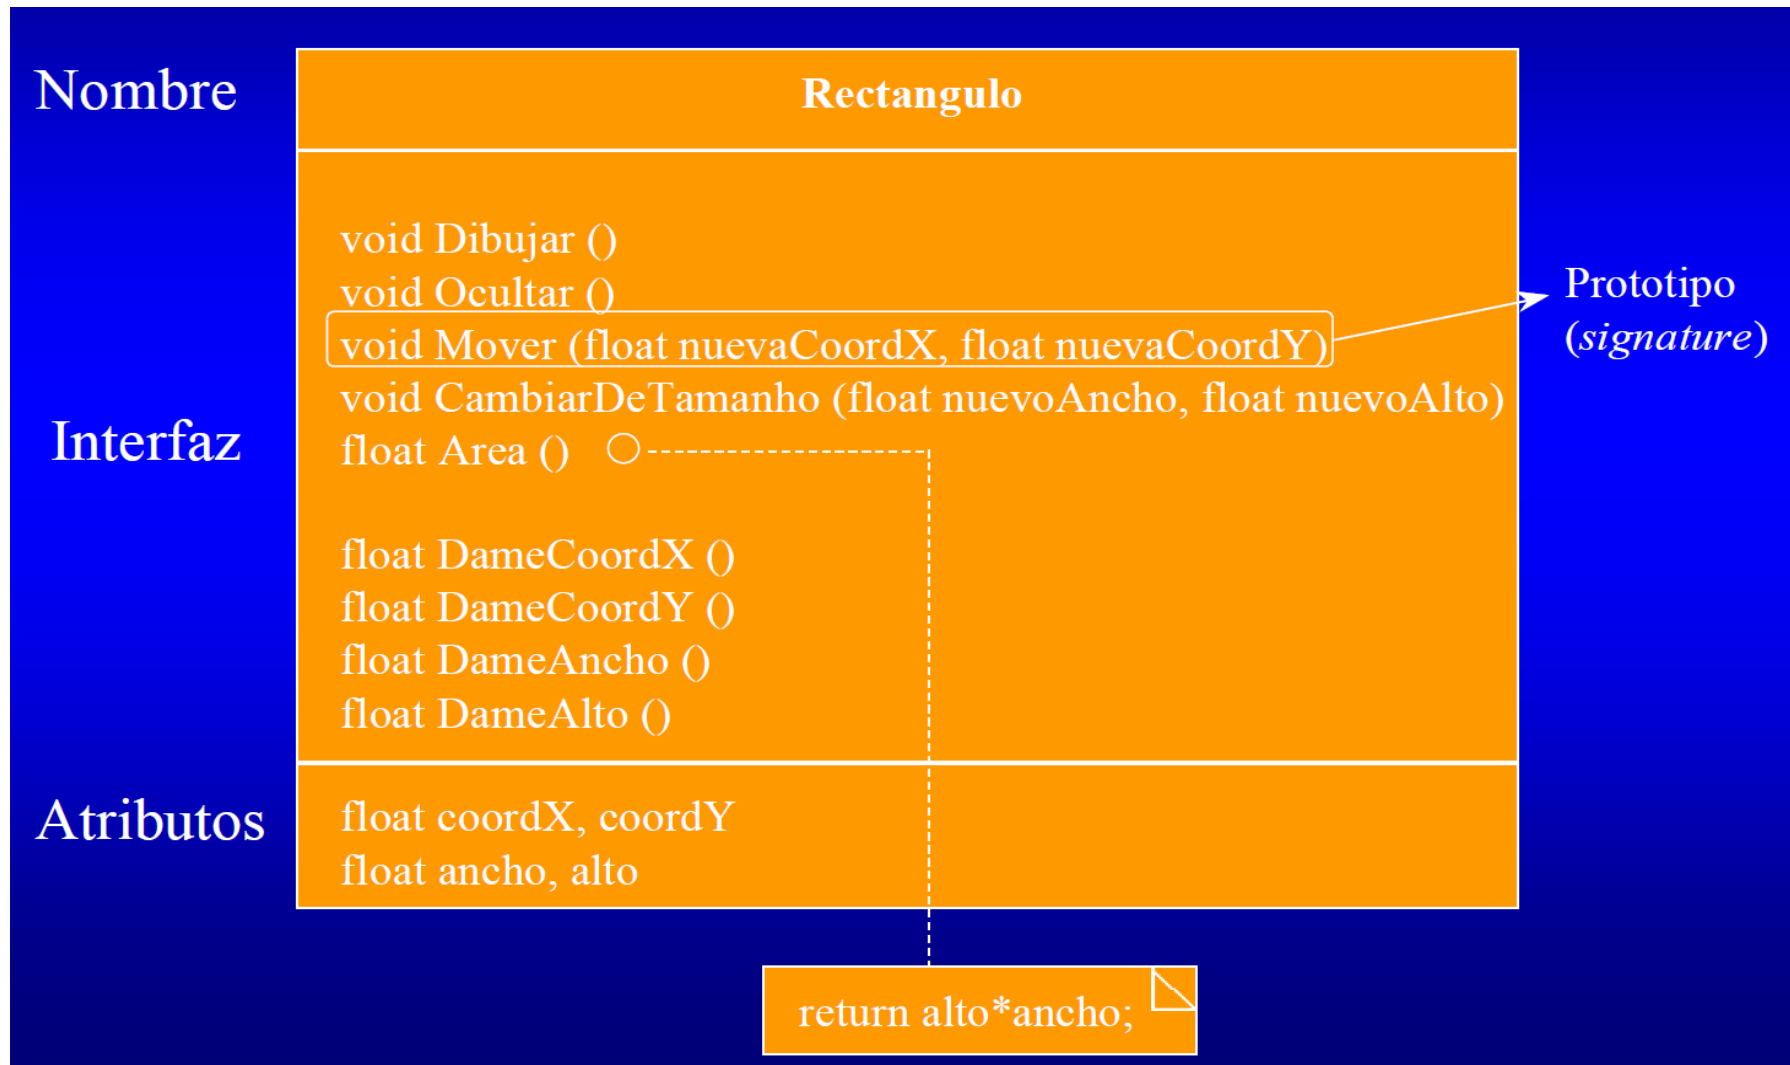 Nombre
Rectangulo
Interfaz
void Dibujar ()
void Ocultar ()
void Mover (float nuevaCoordX, float nuevaCoordY)
void CambiarDeTamanho (float nuevoAncho, float nuevoAlto)
float Area ()
float DameCoordX ()
float DameCoordY ()
float DameAncho ()
float DameAlto ()
Prototipo
(signature)
Atributos
float coordX, coordY
float ancho, alto
return alto*ancho;